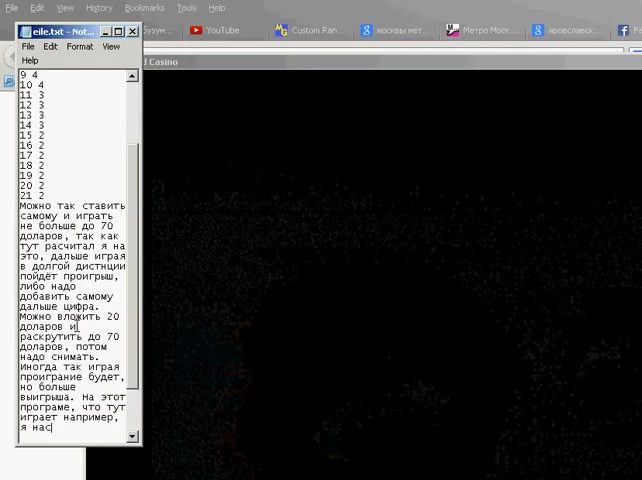 File Edit View History Bookmarks Tools Help
eile.txt - Not...
бузун...
YouTube
Custom Ran...
москвы мет...
Метро Моск...
ярославск...
File Edit Format View
Help
d Casino
9 4
10 4
11 3
12 3
13 3
14 3
15 2
16 2
17 2
18 2
19 2
20 2
21 2
Можно так ставить
самому и играть
не больше до 70
доларов, так как
тут расчитал я на
это, дальше играя
в долгой дистнции
пойдёт проигрыш,
либо надо
добавить самому
дальше цифра.
Можно вложить 20
доларов и
раскрутить до 70
доларов, потом
надо снимать.
Иногда так играя
проиграние будет,
но больше
выигрыша. На этот
програме, что тут
играет например,
я нас